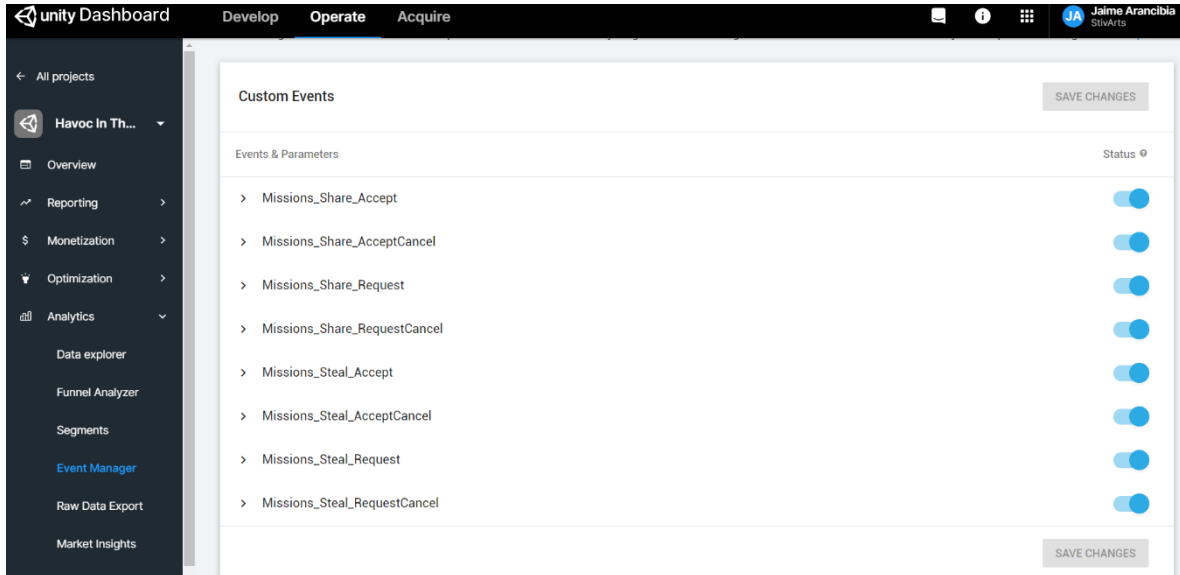 unity Dashboard
Develop Operate Acquire
JA
Jaime Arancibia
StivArts
All projects
Havoc In Th...
Overview
Reporting
Monetization
Optimization
Analytics
Data explorer
Funnel Analyzer
Segments
Event Manager
Raw Data Export
Market Insights
Custom Events
SAVE CHANGES
Events & Parameters
Status
Missions_Share_Accept
Missions_Share_AcceptCancel
Missions_Share_Request
Missions_Share_RequestCancel
Missions_Steal_Accept
Missions_Steal_AcceptCancel
Missions_Steal_Request
Missions_Steal_RequestCancel
SAVE CHANGES